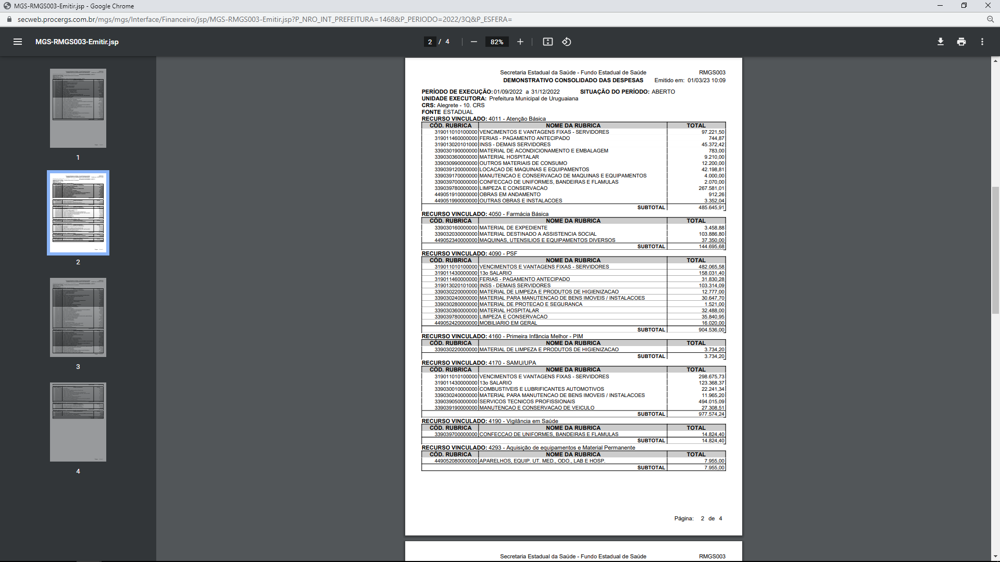 MGS-RMGS003-Emitir.jsp - Google Chrome
secweb.procergs.com.br/mgs/mgs/Interface/Financeiro/jsp/MGS-RMGS003-Emitir.jsp?P_NRO_INT_PREFEITURA=1468&P_PERIODO=2022/3Q&P_ESFERA=
MGS-RMGS003-Emitir.jsp
2 / 4
82%
1
2
3
4
Secretaria Estadual da Saúde - Fundo Estadual de Saúde RMGS003
DEMONSTRATIVO CONSOLIDADO DAS DESPESAS Emitido em: 01/03/23 10:09
PERÍODO DE EXECUÇÃO: 01/09/2022 a 31/12/2022 SITUAÇÃO DO PERÍODO: ABERTO
UNIDADE EXECUTORA: Prefeitura Municipal de Uruguaiana
CRS: Alegrete - 10. CRS
FONTE ESTADUAL
RECURSO VINCULADO: 4011 - Atenção Básica
CÓD. RUBRICA NOME DA RUBRICA TOTAL
319011010100000 VENCIMENTOS E VANTAGENS FIXAS - SERVIDORES 97.221,50
319011460000000 FERIAS - PAGAMENTO ANTECIPADO 744,87
319013020101000 INSS - DEMAIS SERVIDORES 45.372,42
339030190000000 MATERIAL DE ACONDICIONAMENTO E EMBALAGEM 783,00
339030360000000 MATERIAL HOSPITALAR 9.210,00
339030990000000 OUTROS MATERIAIS DE CONSUMO 12.200,00
339039120000000 LOCACAO DE MAQUINAS E EQUIPAMENTOS 42.198,81
339039170000000 MANUTENCAO E CONSERVACAO DE MAQUINAS E EQUIPAMENTOS 4.000,00
339039700000000 CONFECCAO DE UNIFORMES, BANDEIRAS E FLAMULAS 2.070,00
339039780000000 LIMPEZA E CONSERVACAO 267.581,01
449051910000000 OBRAS EM ANDAMENTO 912,26
449051990000000 OUTRAS OBRAS E INSTALACOES 3.352,04
SUBTOTAL 485.645,91
RECURSO VINCULADO: 4050 - Farmácia Básica
CÓD. RUBRICA NOME DA RUBRICA TOTAL
339030160000000 MATERIAL DE EXPEDIENTE 3.458,88
339032030000000 MATERIAL DESTINADO A ASSISTENCIA SOCIAL 103.886,80
449052340000000 MAQUINAS, UTENSILIOS E EQUIPAMENTOS DIVERSOS 37.350,00
SUBTOTAL 144.695,68
RECURSO VINCULADO: 4090 - PSF
CÓD. RUBRICA NOME DA RUBRICA TOTAL
319011010100000 VENCIMENTOS E VANTAGENS FIXAS - SERVIDORES 482.065,58
319011430000000 13o SALARIO 158.031,40
319011460000000 FERIAS - PAGAMENTO ANTECIPADO 31.830,28
319013020101000 INSS - DEMAIS SERVIDORES 103.314,09
339030220000000 MATERIAL DE LIMPEZA E PRODUTOS DE HIGIENIZACAO 12.777,00
339030240000000 MATERIAL PARA MANUTENCAO DE BENS IMOVEIS / INSTALACOES 30.647,70
339030280000000 MATERIAL DE PROTECAO E SEGURANCA 1.521,00
339030360000000 MATERIAL HOSPITALAR 32.488,00
339039780000000 LIMPEZA E CONSERVACAO 35.840,95
449052420000000 MOBILIARIO EM GERAL 16.020,00
SUBTOTAL 904.536,00
RECURSO VINCULADO: 4160 - Primeira Infância Melhor - PIM
CÓD. RUBRICA NOME DA RUBRICA TOTAL
339030220000000 MATERIAL DE LIMPEZA E PRODUTOS DE HIGIENIZACAO 3.734,20
SUBTOTAL 3.734,20
RECURSO VINCULADO: 4170 - SAMU/UPA
CÓD. RUBRICA NOME DA RUBRICA TOTAL
319011010100000 VENCIMENTOS E VANTAGENS FIXAS - SERVIDORES 298.675,73
319011430000000 13o SALARIO 123.368,37
339030010000000 COMBUSTIVEIS E LUBRIFICANTES AUTOMOTIVOS 22.241,34
339030240000000 MATERIAL PARA MANUTENCAO DE BENS IMOVEIS / INSTALACOES 11.965,20
339039050000000 SERVICOS TECNICOS PROFISSIONAIS 494.015,09
339039190000000 MANUTENCAO E CONSERVACAO DE VEICULO 27.308,51
SUBTOTAL 977.574,24
RECURSO VINCULADO: 4190 - Vigilância em Saúde
CÓD. RUBRICA NOME DA RUBRICA TOTAL
339039700000000 CONFECCAO DE UNIFORMES, BANDEIRAS E FLAMULAS 14.824,40
SUBTOTAL 14.824,40
RECURSO VINCULADO: 4293 - Aquisição de equipamentos e Material Permanente
CÓD. RUBRICA NOME DA RUBRICA TOTAL
449052080000000 APARELHOS, EQUIP. UT. MED., ODO., LAB E HOSP. 7.955,00
SUBTOTAL 7.955,00
Página: 2 de 4
Secretaria Estadual da Saúde - Fundo Estadual de Saúde RMGS003